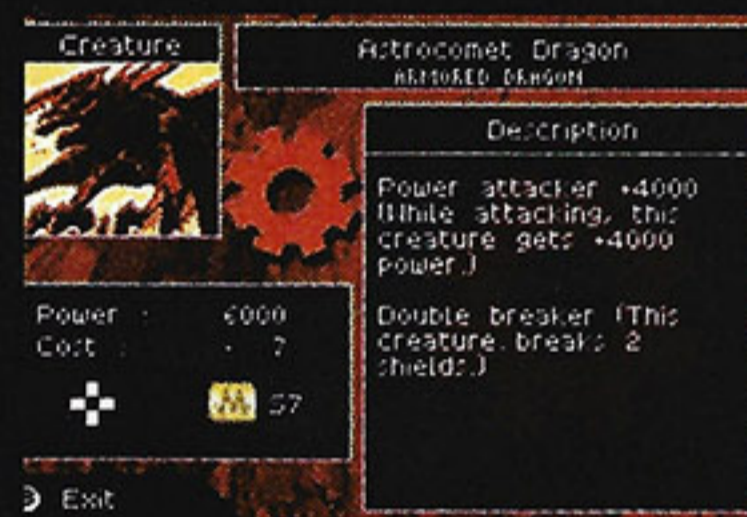 Creature
Astrocomet Dragon
ARMORED DRAGON
Description
Power attacker +4000
(While attacking, this
creature gets +4000
power.)
Double breaker (This
creature breaks 2
shields.)
Power : 6000
Cost : 7
57
B Exit